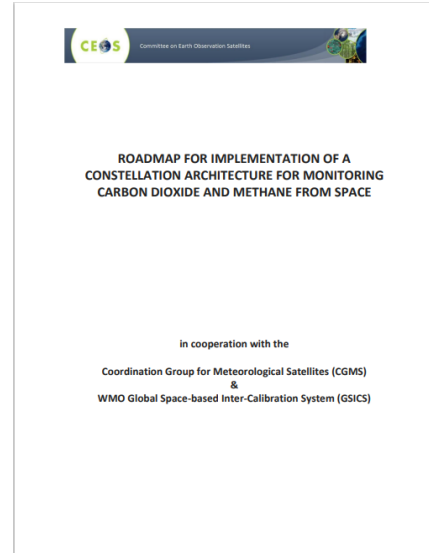 CEOS
Committee on Earth Observation Satellites
ROADMAP FOR IMPLEMENTATION OF A
CONSTELLATION ARCHITECTURE FOR MONITORING
CARBON DIOXIDE AND METHANE FROM SPACE
in cooperation with the
Coordination Group for Meteorological Satellites (CGMS)
&
WMO Global Space-based Inter-Calibration System (GSICS)